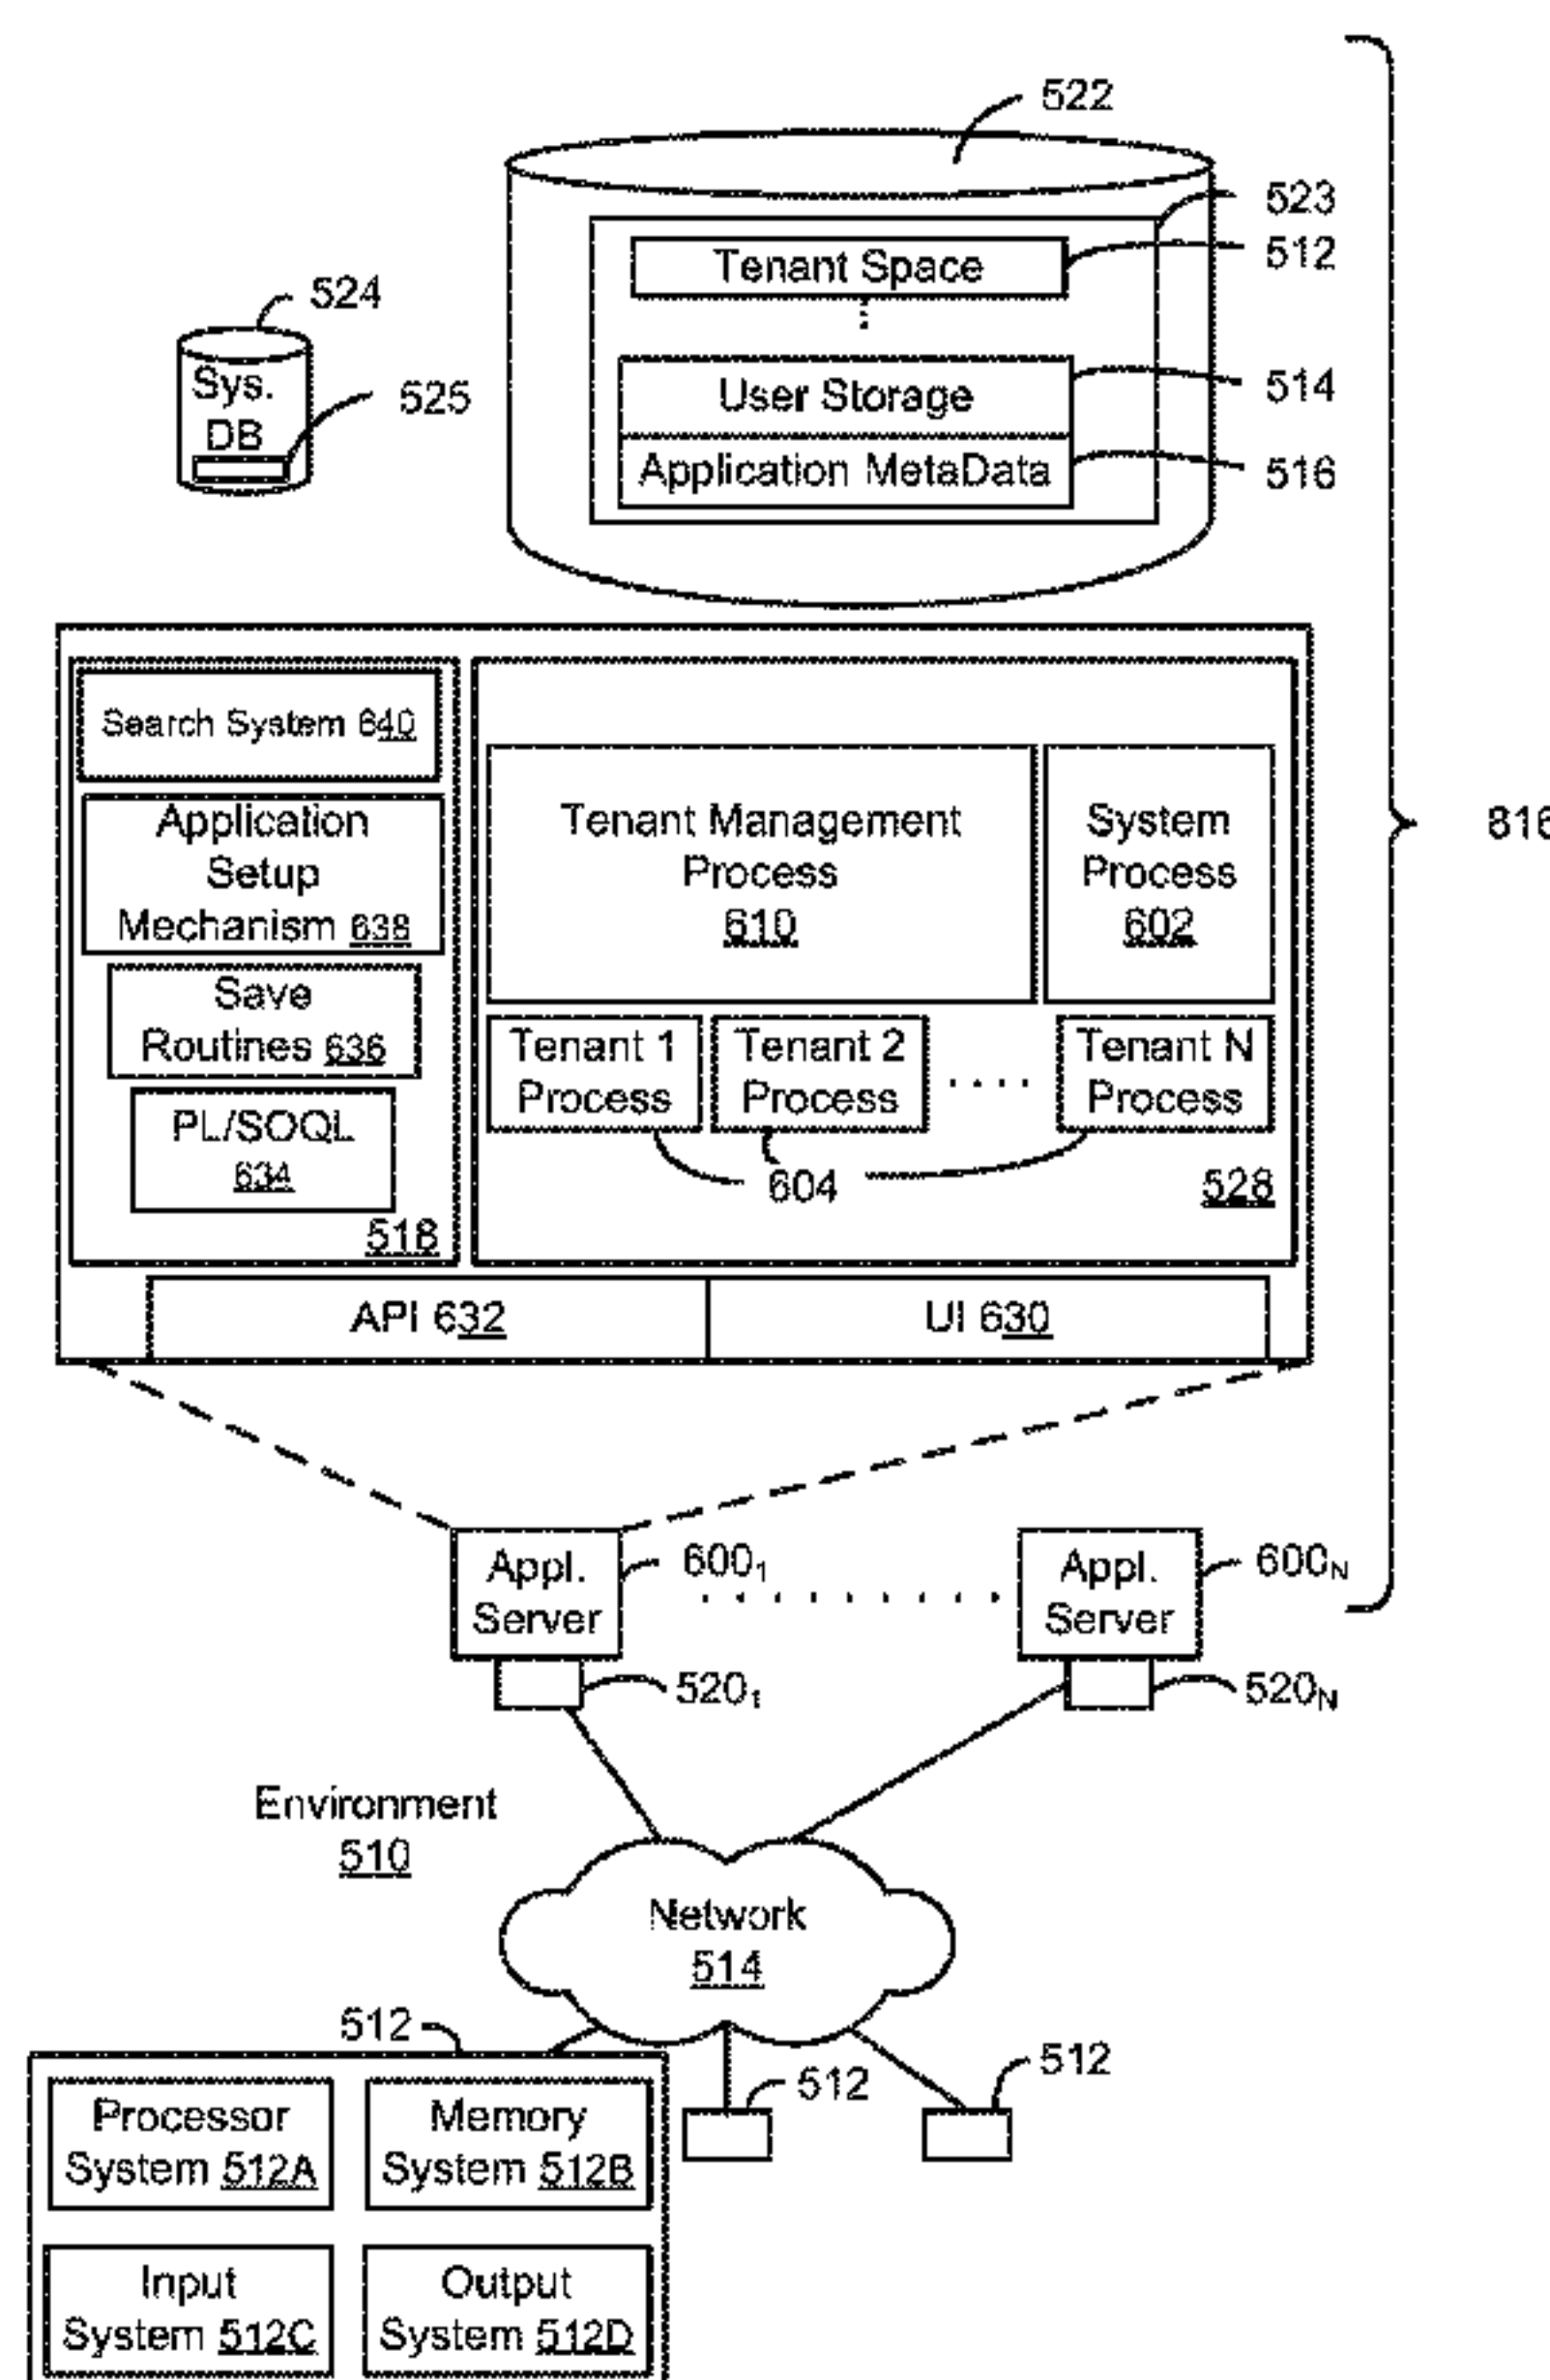 522
523
Tenant Space
512
524
Sys.
DB
525
User Storage
514
Application MetaData
516
Search System 640
Application
Setup
Mechanism 638
Save
Routines 636
PL/SOQL
634
518
Tenant Management
Process
610
System
Process
602
816
Tenant 1
Process
Tenant 2
Process
Tenant N
Process
604
528
API 632
UI 630
Appl.
Server
600₁
Appl.
Server
600N
520₁
520N
Environment
510
Network
514
512
512
512
Processor
System 512A
Memory
System 512B
Input
System 512C
Output
System 512D